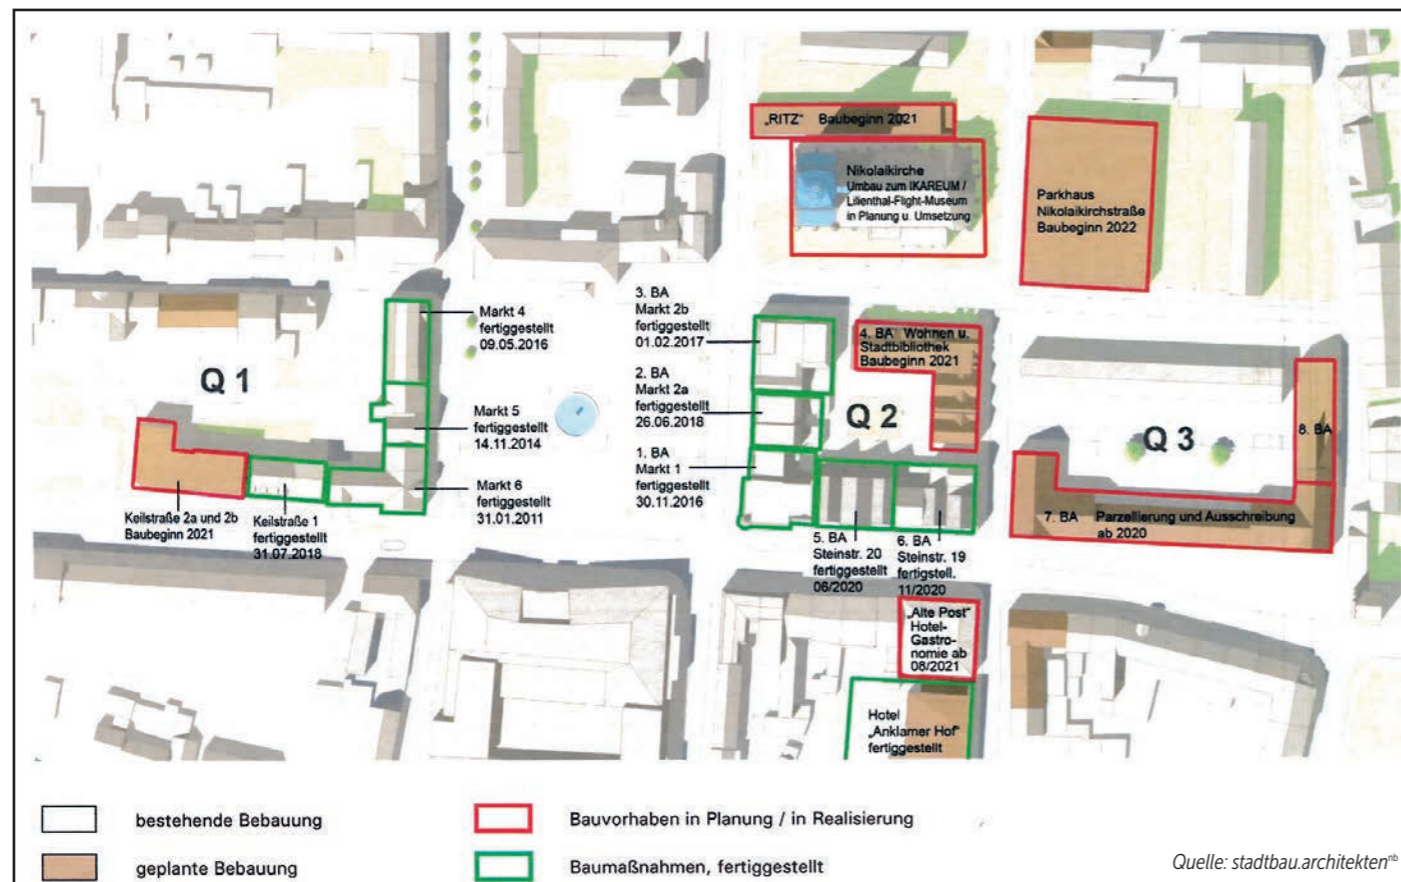 „RITZ“ Baubeginn 2021
Nikolaikirche
Umbau zum IKAREUM /
Lilienthal-Flight-Museum
in Planung u. Umsetzung
Parkhaus
Nikolaikirchstraße
Baubeginn 2022
Markt 4
fertiggestellt
09.05.2016
3. BA
Markt 2b
fertiggestellt
01.02.2017
4. BA Wohnen u.
Stadtbibliothek
Baubeginn 2021
Q 1
2. BA
Markt 2a
fertiggestellt
26.06.2018
Q 2
Q 3
8. BA
Markt 5
fertiggestellt
14.11.2014
1. BA
Markt 1
fertiggestellt
30.11.2016
Markt 6
fertiggestellt
31.01.2011
Keilstraße 2a und 2b
Baubeginn 2021
Keilstraße 1
fertiggestellt
31.07.2018
7. BA Parzellierung und Ausschreibung
ab 2020
5. BA
Steinstr. 20
fertiggestellt
06/2020
6. BA
Steinstr. 19
fertigstell.
11/2020
„Alte Post“
Hotel-
Gastro-
nomie ab
08/2021
Hotel
„Anklamer Hof“
fertiggestellt
bestehende Bebauung
Bauvorhaben in Planung / in Realisierung
geplante Bebauung
Baumaßnahmen, fertiggestellt
Quelle: stadtbau.architekten^nb